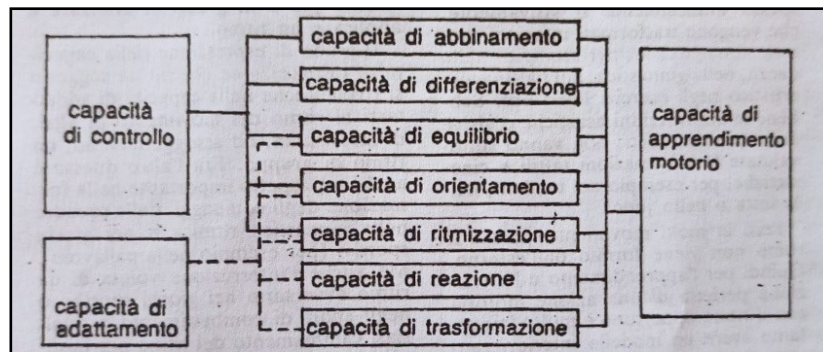 capacità di abbinamento
capacità di differenziazione
capacità di equilibrio
capacità di orientamento
capacità di ritmizzazione
capacità di reazione
capacità di trasformazione
capacità
di controllo
capacità
di adattamento
capacità di
apprendimento
motorio